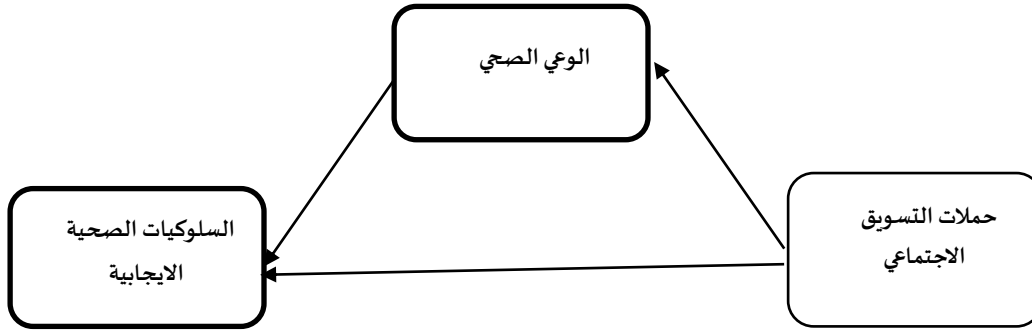 الوعي الصحي
حملات التسويق
الاجتماعي
السلوكيات الصحية
الايجابية